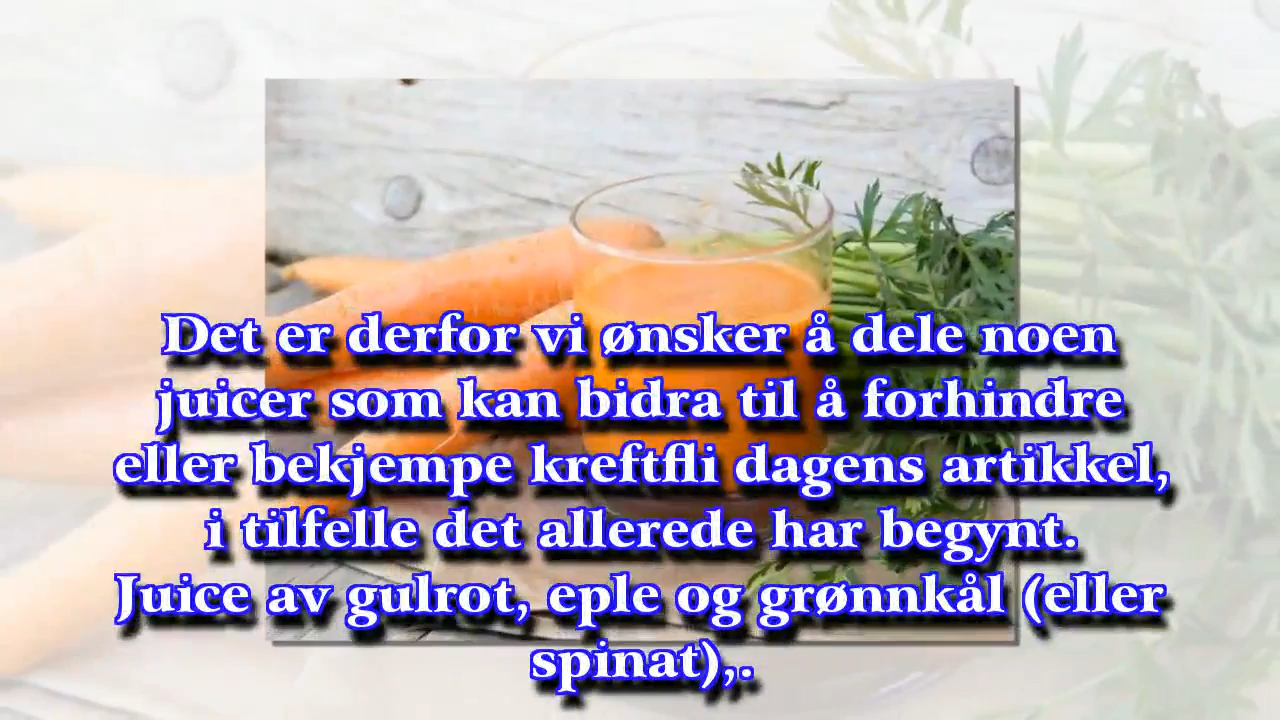 Det er derfor vi ønsker å dele noen
juicer som kan bidra til å forhindre
eller bekjempe kreftfli dagens artikkel,
i tilfelle det allerede har begynt.
Juice av gulrot, eple og grønnkål (eller
spinat),.